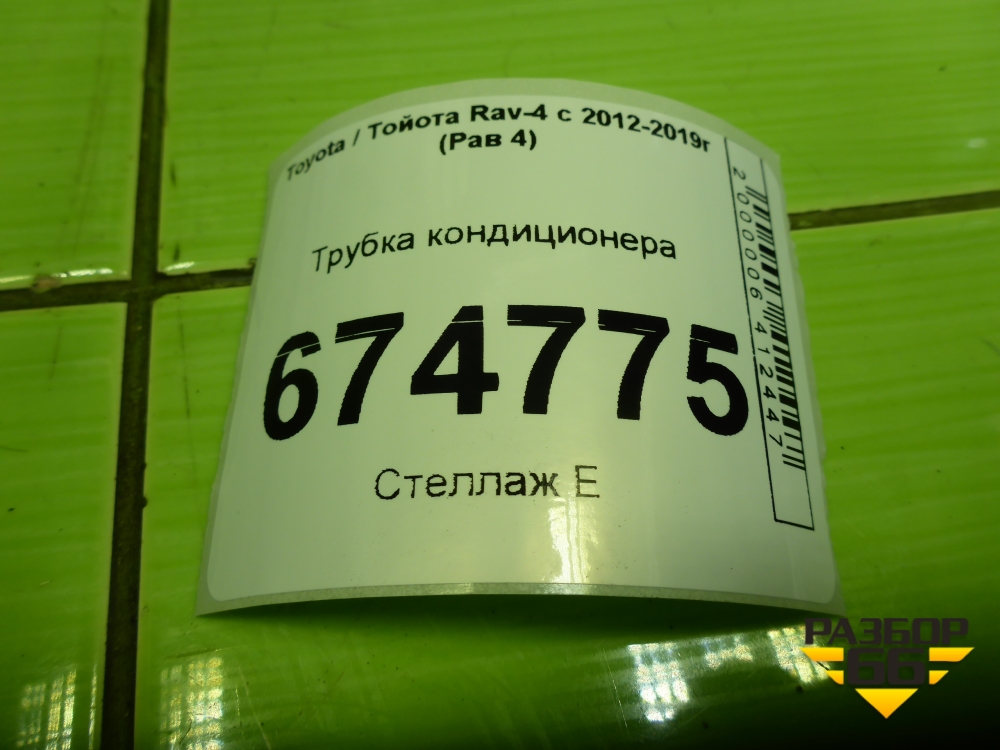 Toyota / Тойота Rav-4 с 2012-2019г
(Рав 4)
Трубка кондиционера
674775
Стеллаж Е
2000006412447
РАЗБОР
66